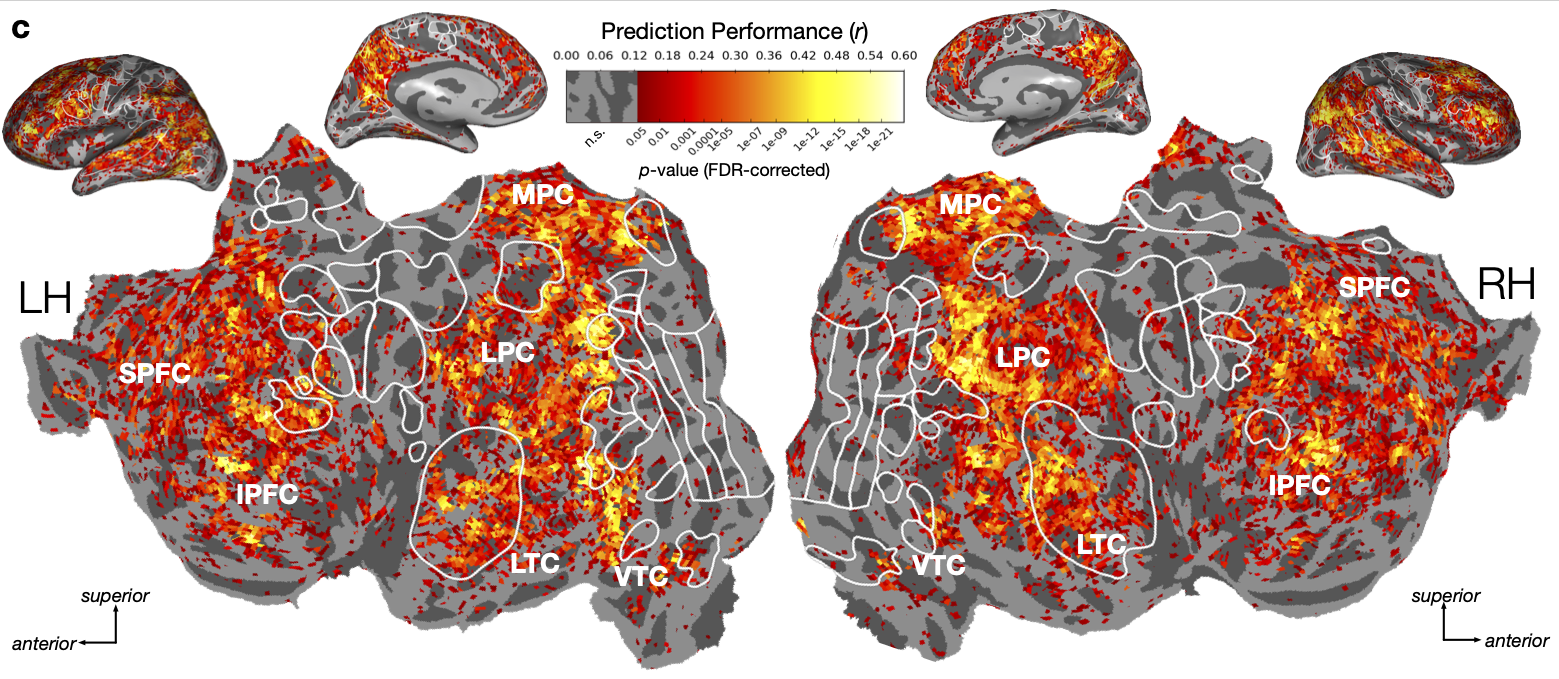 c
Prediction Performance (r)
0.00 0.06 0.12 0.18 0.24 0.30 0.36 0.42 0.48 0.54 0.60
n.s. 0.05 0.01 0.001 0.001 1e-05 1e-07 1e-09 1e-12 1e-15 1e-18 1e-21
p-value (FDR-corrected)
LH
MPC
SPFC
LPC
lPFC
LTC
VTC
superior
anterior
RH
MPC
SPFC
LPC
lPFC
LTC
VTC
superior
anterior